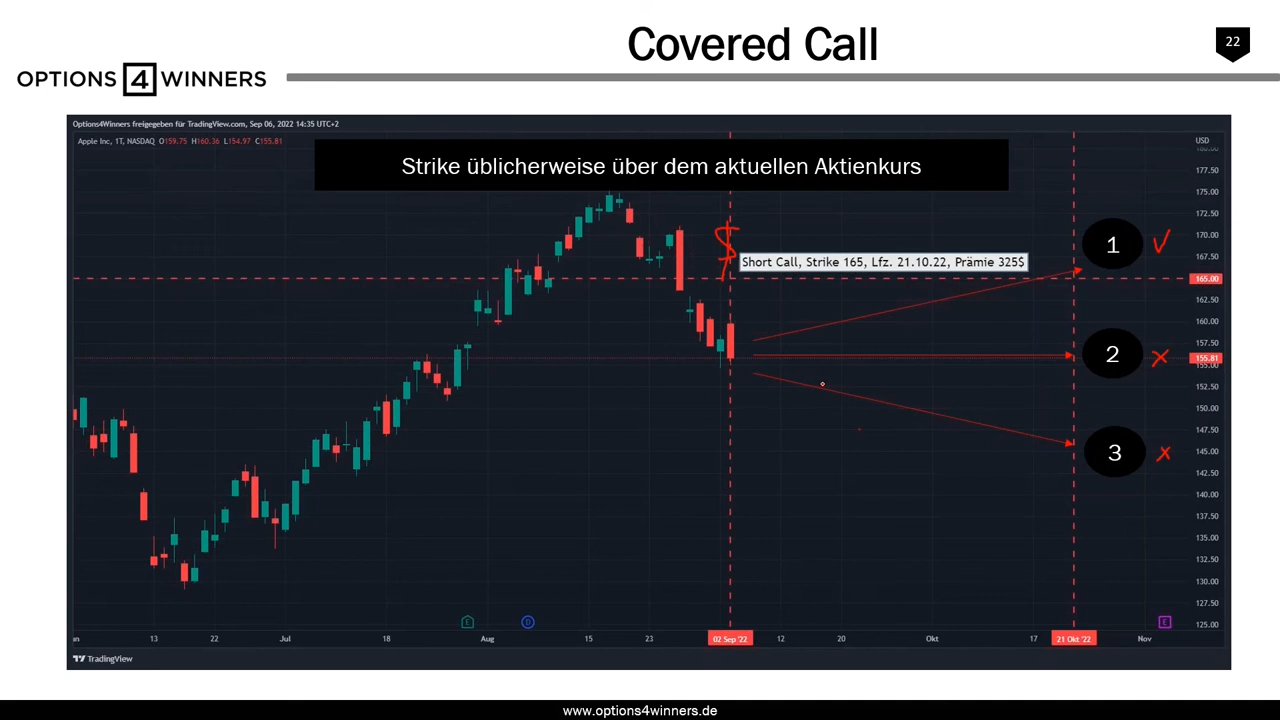 Covered Call
22
OPTIONS 4 WINNERS
Options4Winners freigegeben für TradingView.com, Sep 06, 2022 14:35 UTC+2
Apple Inc, 1T, NASDAQ O159.75 H160.36 L154.97 C155.81
USD
Strike üblicherweise über dem aktuellen Aktienkurs
180.00
177.50
175.00
172.50
170.00
$
1
Short Call, Strike 165, Lfz. 21.10.22, Prämie 325$
167.50
165.00
162.50
160.00
157.50
2
155.81
155.00
152.50
150.00
147.50
3
145.00
142.50
140.00
137.50
135.00
132.50
130.00
127.50
E
D
E
125.00
un
13
22
Jul
18
Aug
15
23
02 Sep '22
12
20
Okt
17
21 Okt '22
Nov
TradingView
www.options4winners.de